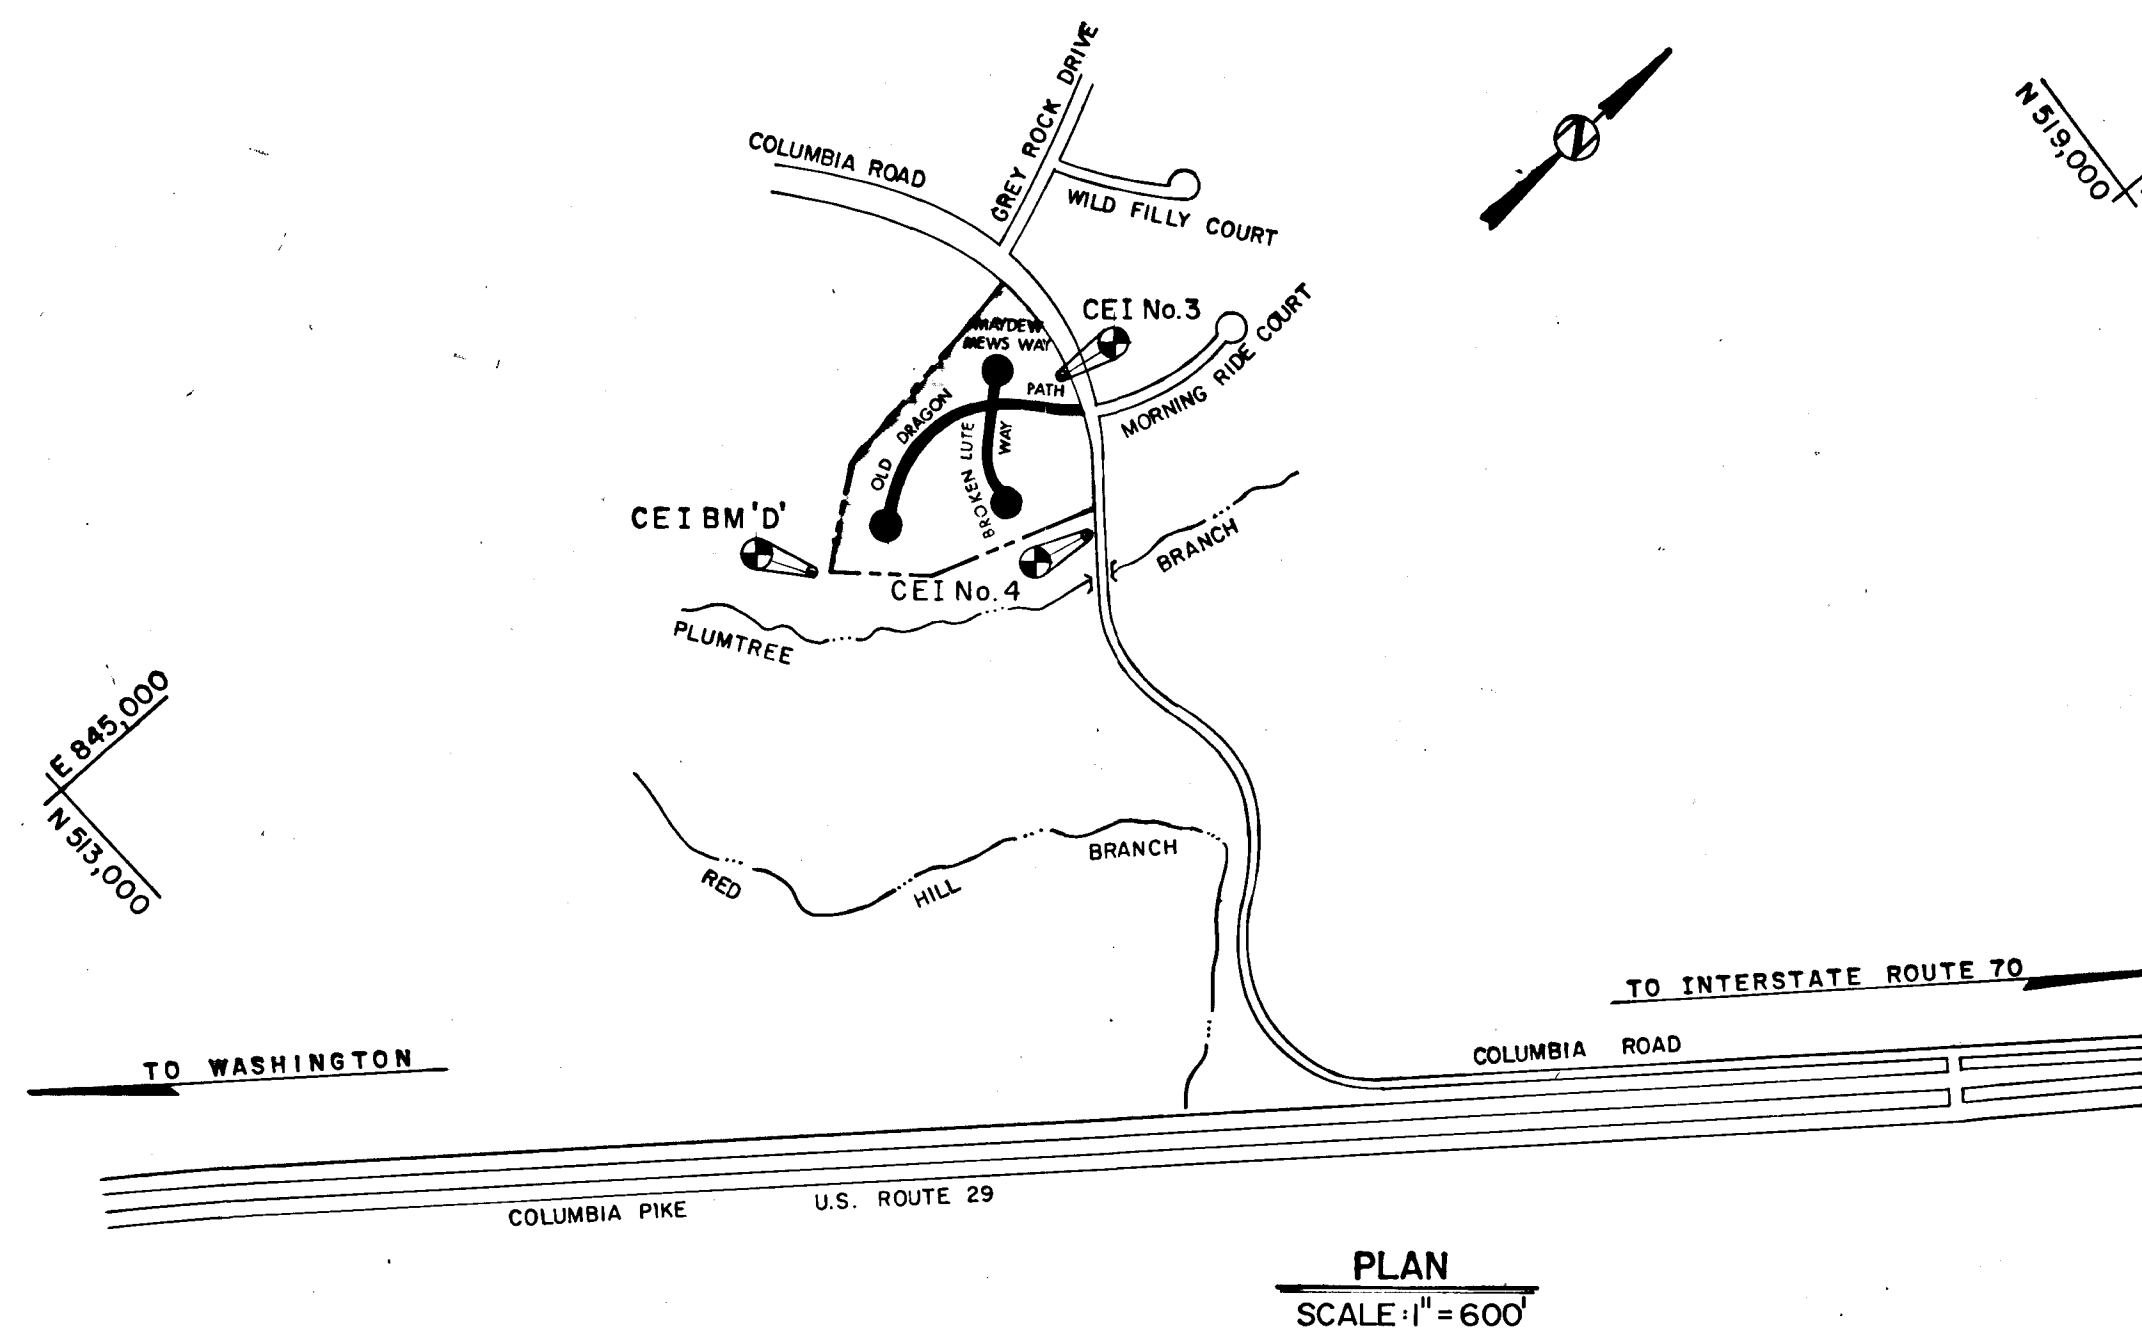 GREY ROCK DRIVE
COLUMBIA ROAD
WILD FILLY COURT
N
N 519,000
CEI No. 3
MAYDEW
MEWS WAY
PATH
MORNING RIDE COURT
OLD DRAGON
BROKEN LUTE
WAY
CEI BM 'D'
CEI No. 4
BRANCH
PLUMTREE
E 845,000
N 513,000
RED HILL BRANCH
TO INTERSTATE ROUTE 70
COLUMBIA ROAD
TO WASHINGTON
COLUMBIA PIKE U.S. ROUTE 29
PLAN
SCALE: 1" = 600'